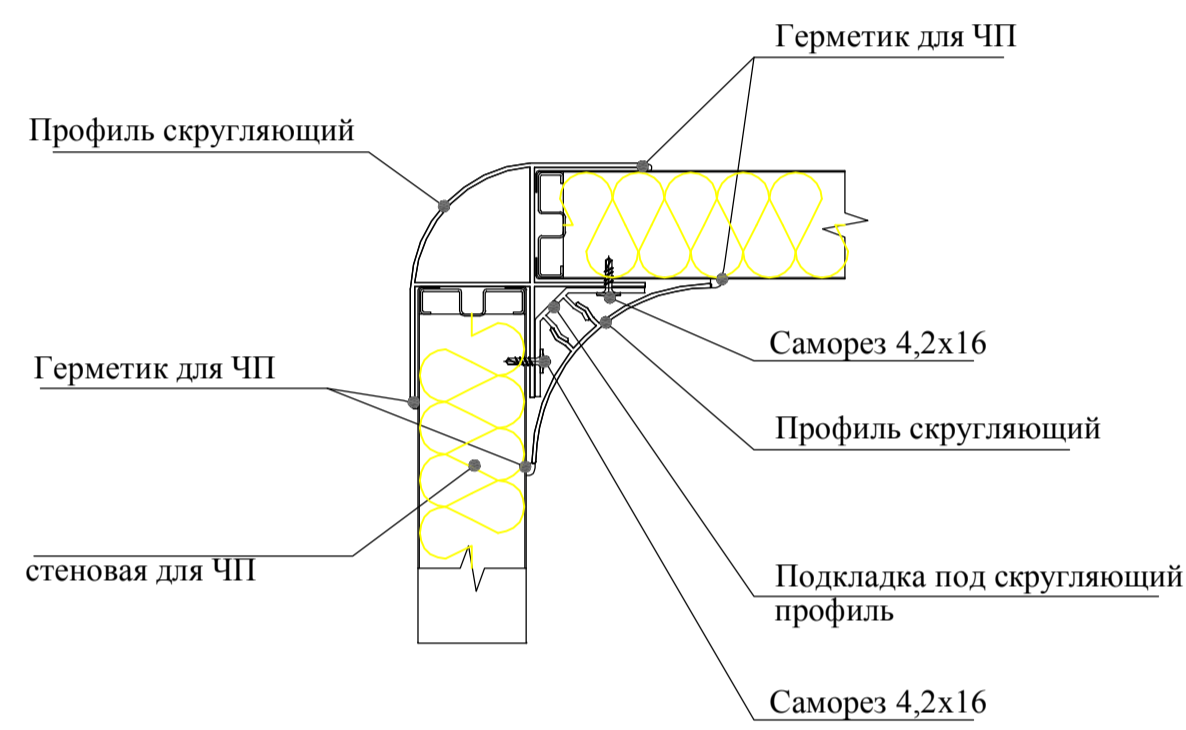 Герметик для ЧП
Профиль скругляющий
Саморез 4,2х16
Герметик для ЧП
Профиль скругляющий
стеновая для ЧП
Подкладка под скругляющий
профиль
Саморез 4,2х16